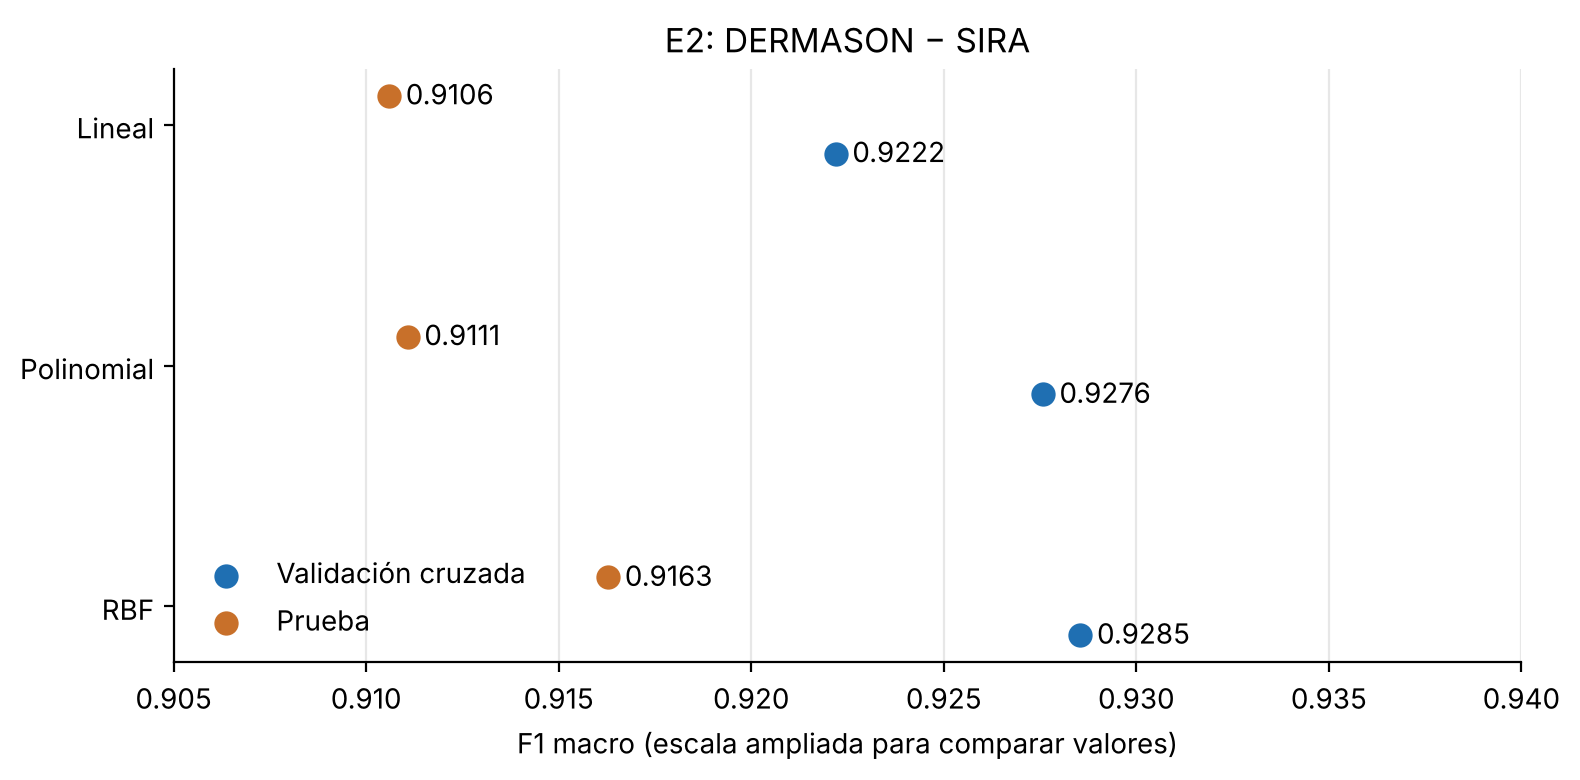 E2: DERMASON − SIRA
0.9106
Lineal
0.9222
0.9111
Polinomial
0.9276
Validación cruzada
0.9163
RBF
Prueba
0.9285
0.905 0.910 0.915 0.920 0.925 0.930 0.935 0.940
F1 macro (escala ampliada para comparar valores)